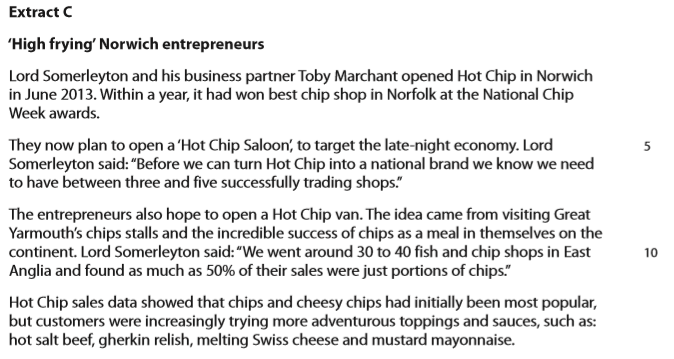 Extract C
‘High frying’ Norwich entrepreneurs
Lord Somerleyton and his business partner Toby Marchant opened Hot Chip in Norwich
in June 2013. Within a year, it had won best chip shop in Norfolk at the National Chip
Week awards.
They now plan to open a ‘Hot Chip Saloon’, to target the late-night economy. Lord 5
Somerleyton said: “Before we can turn Hot Chip into a national brand we know we need
to have between three and five successfully trading shops.”
The entrepreneurs also hope to open a Hot Chip van. The idea came from visiting Great
Yarmouth’s chips stalls and the incredible success of chips as a meal in themselves on the
continent. Lord Somerleyton said: “We went around 30 to 40 fish and chip shops in East 10
Anglia and found as much as 50% of their sales were just portions of chips.”
Hot Chip sales data showed that chips and cheesy chips had initially been most popular,
but customers were increasingly trying more adventurous toppings and sauces, such as:
hot salt beef, gherkin relish, melting Swiss cheese and mustard mayonnaise.